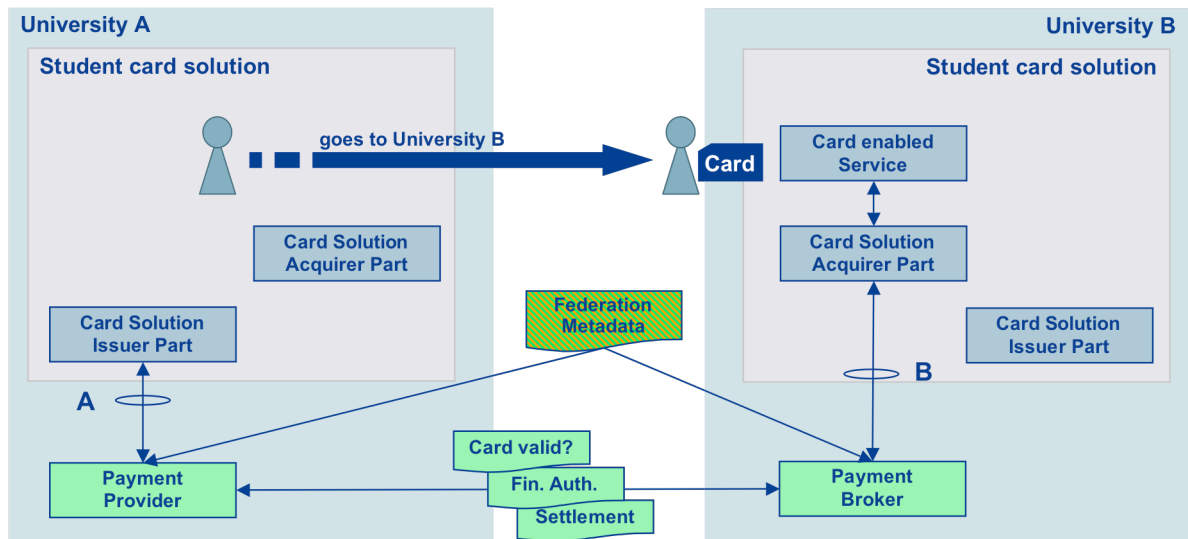 University A
University B
Student card solution
Student card solution
goes to University B
Card
Card enabled
Service
Card Solution
Acquirer Part
Card Solution
Acquirer Part
Federation
Metadata
Card Solution
Issuer Part
Card Solution
Issuer Part
A
B
Card valid?
Payment
Provider
Fin. Auth.
Payment
Broker
Settlement